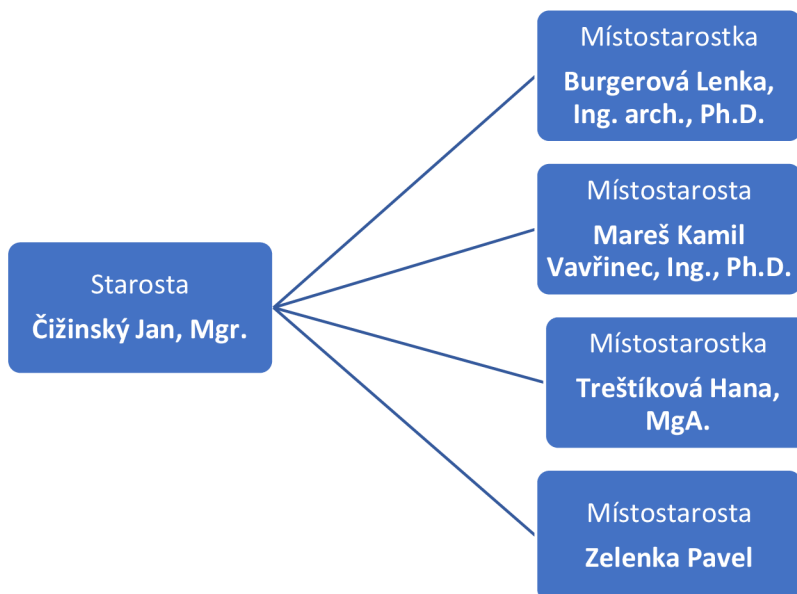 Starosta
Čižinský Jan, Mgr.
Místostarostka
Burgerová Lenka,
Ing. arch., Ph.D.
Místostarosta
Mareš Kamil
Vavřinec, Ing., Ph.D.
Místostarostka
Treštíková Hana,
MgA.
Místostarosta
Zelenka Pavel